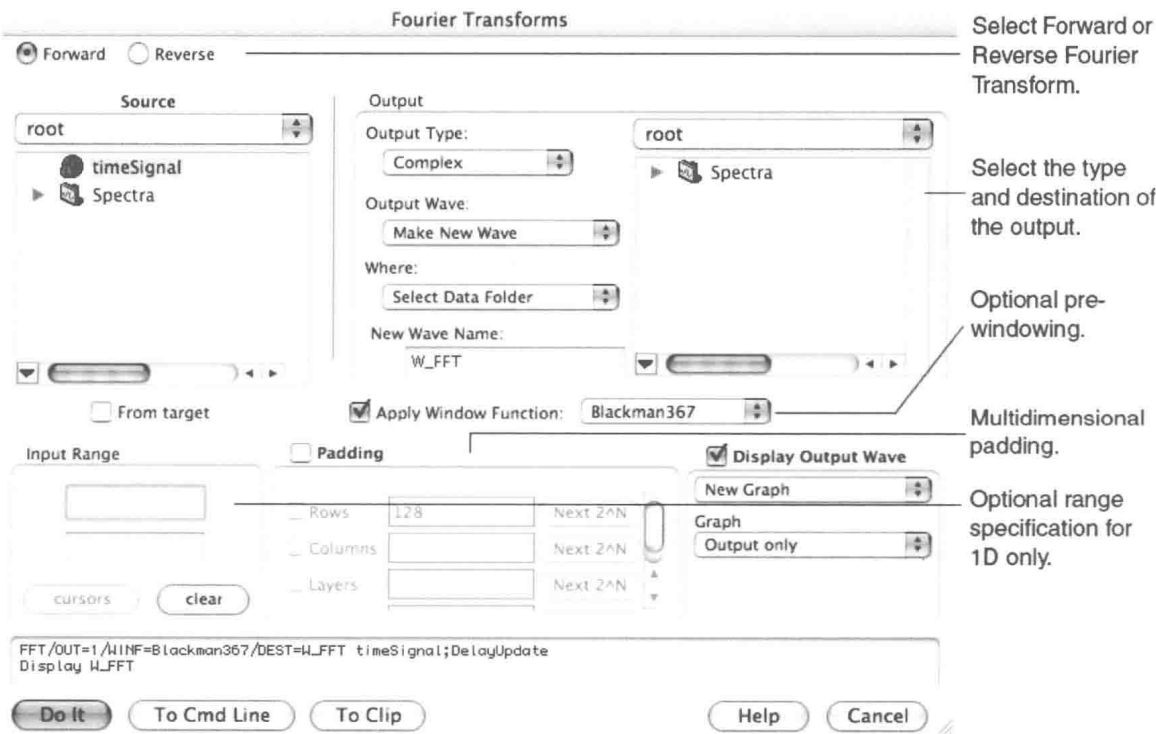 Fourier Transforms
Forward
Reverse
Select Forward or
Reverse Fourier
Transform.
Source
root
timeSignal
Spectra
Output
Output Type:
Complex
Output Wave:
Make New Wave
Where:
Select Data Folder
New Wave Name:
W_FFT
root
Spectra
Select the type
and destination of
the output.
Optional pre-
windowing.
From target
Apply Window Function:
Blackman367
Multidimensional
padding.
Input Range
cursors
clear
Padding
Rows
128
Next 2^N
Columns
Next 2^N
Layers
Next 2^N
Display Output Wave
New Graph
Graph
Output only
Optional range
specification for
1D only.
FFT/OUT=1/WINF=Blackman367/DEST=W_FFT timeSignal;DelayUpdate
Display W_FFT
Do It
To Cmd Line
To Clip
Help
Cancel